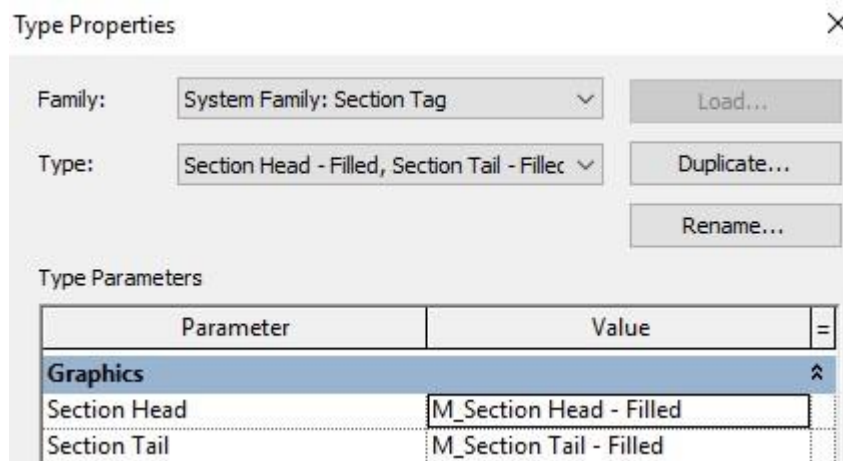 Type Properties
Family: System Family: Section Tag Load...
Type: Section Head - Filled, Section Tail - Filled Duplicate...
Rename...
Type Parameters
Parameter Value =
Graphics
Section Head M_Section Head - Filled
Section Tail M_Section Tail - Filled